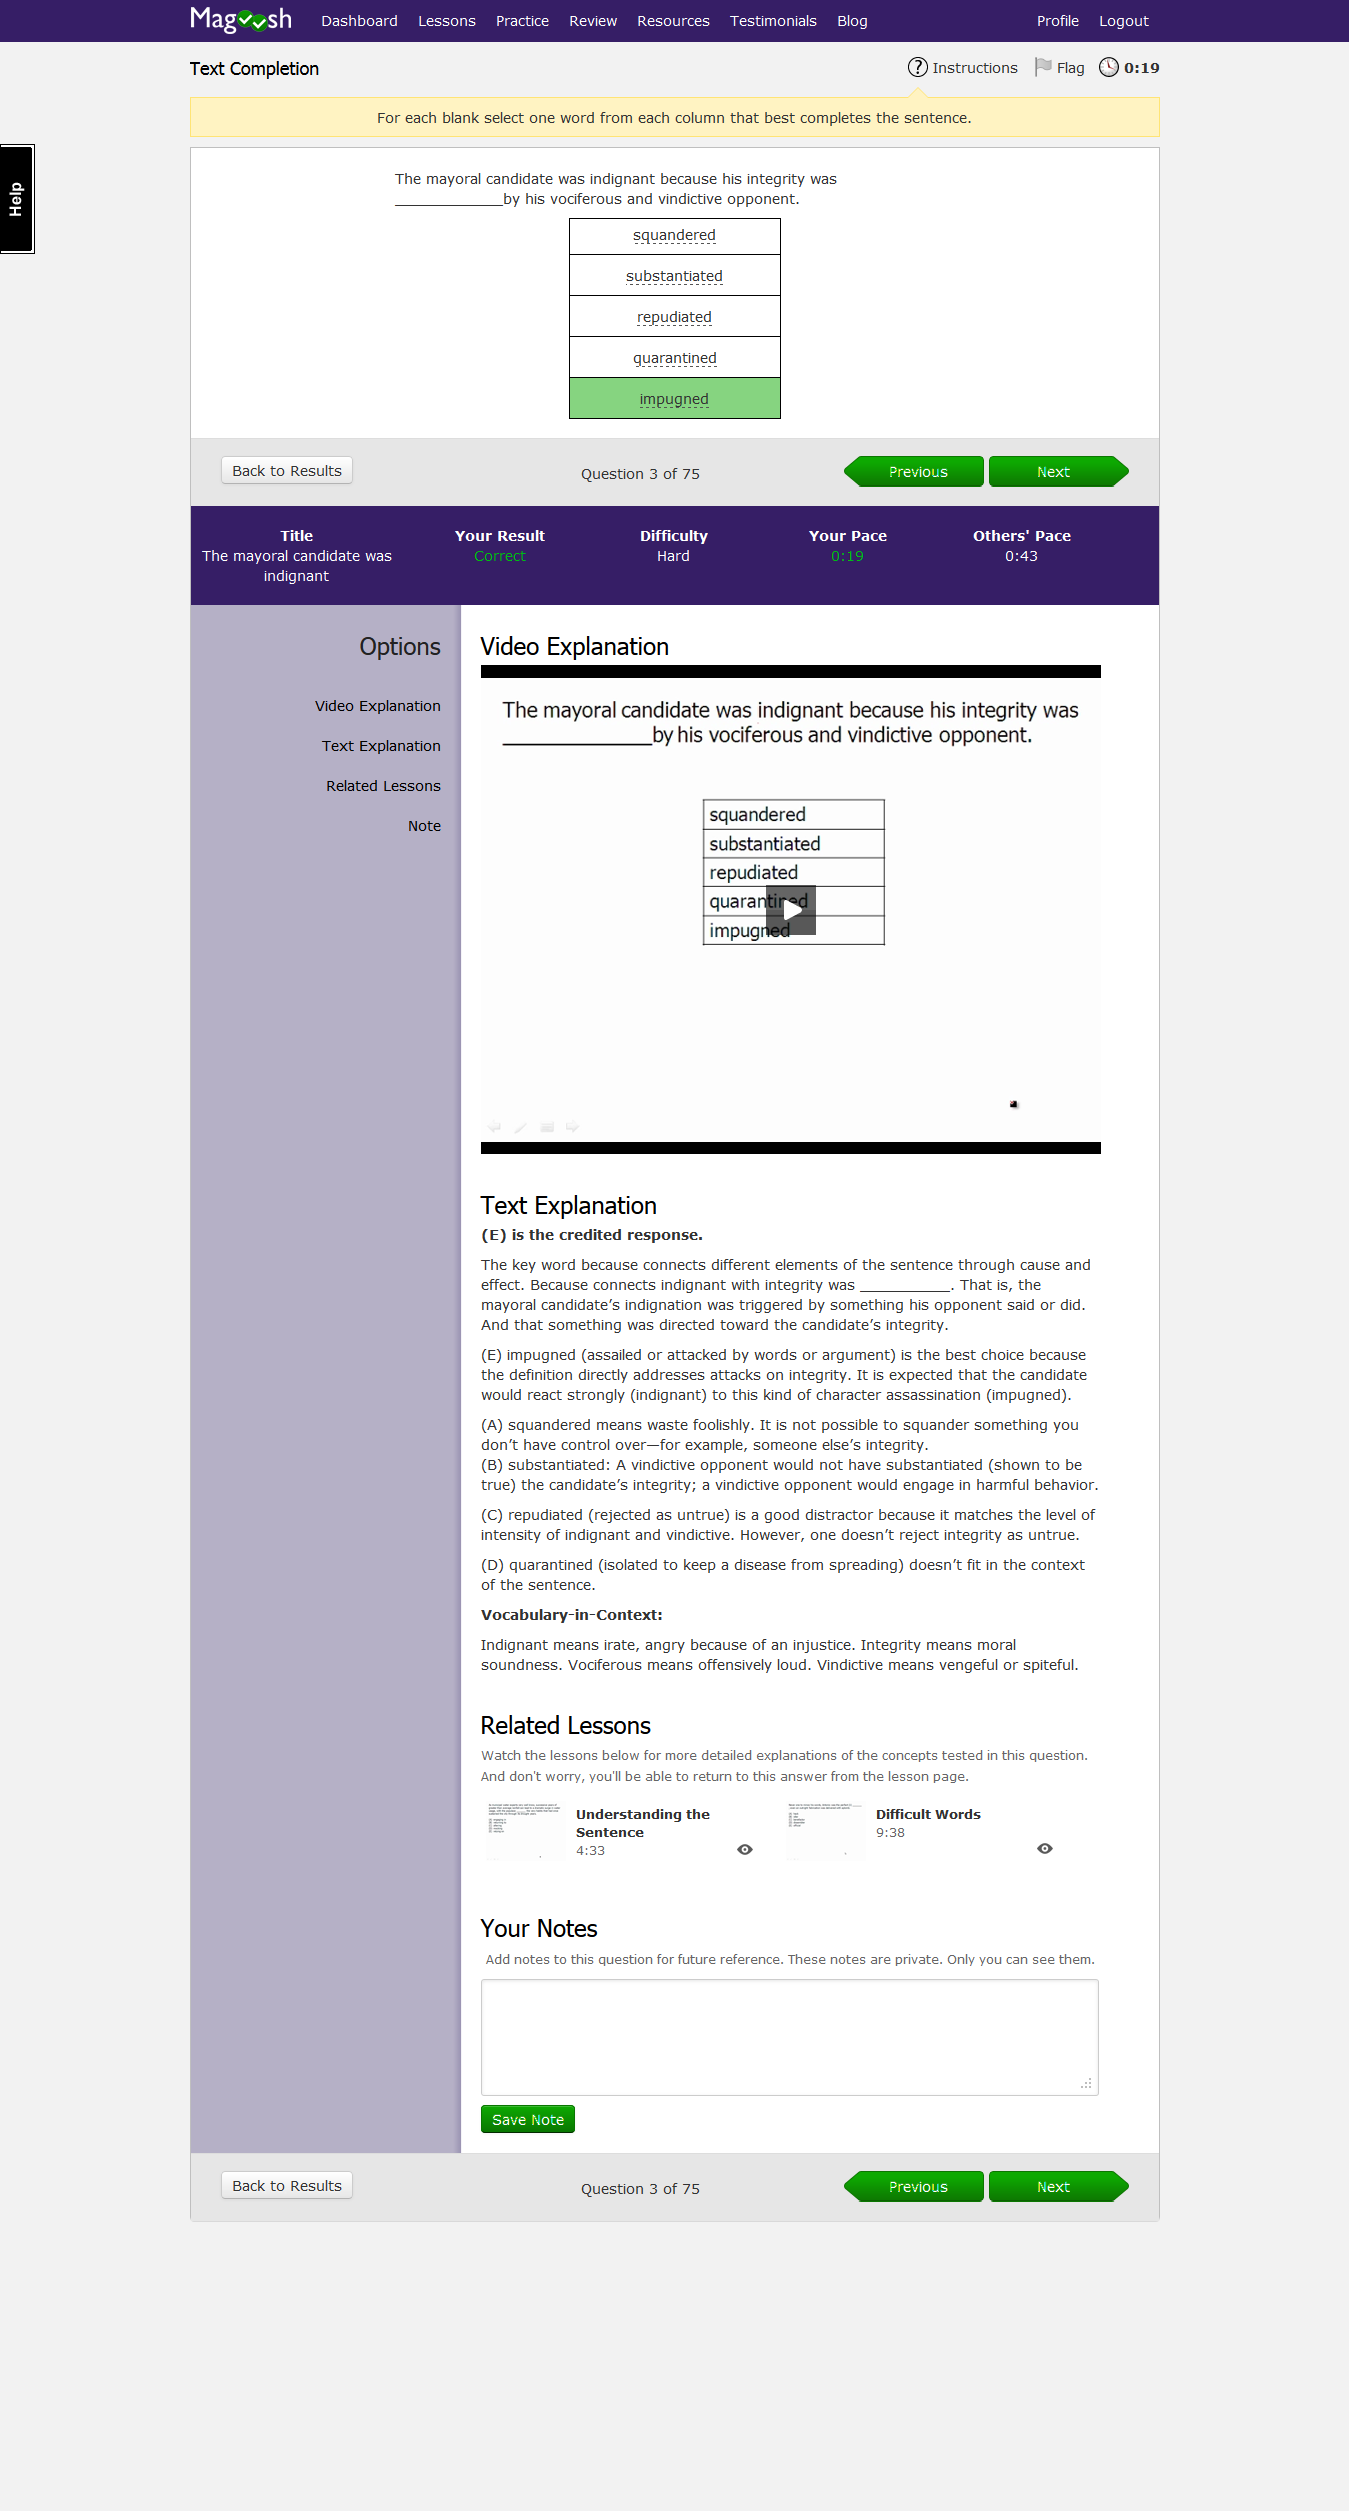 Magoosh Dashboard Lessons Practice Review Resources Testimonials Blog Profile Logout
Text Completion Instructions Flag 0:19
For each blank select one word from each column that best completes the sentence.
Help
The mayoral candidate was indignant because his integrity was
____________by his vociferous and vindictive opponent.
squandered
substantiated
repudiated
quarantined
impugned
Back to Results Question 3 of 75 Previous Next
Title Your Result Difficulty Your Pace Others' Pace
The mayoral candidate was Correct Hard 0:19 0:43
indignant
Options
Video Explanation
Text Explanation
Related Lessons
Note
Video Explanation
The mayoral candidate was indignant because his integrity was
____________by his vociferous and vindictive opponent.
squandered
substantiated
repudiated
quarantined
impugned
Text Explanation
(E) is the credited response.
The key word because connects different elements of the sentence through cause and
effect. Because connects indignant with integrity was __________. That is, the
mayoral candidate’s indignation was triggered by something his opponent said or did.
And that something was directed toward the candidate’s integrity.
(E) impugned (assailed or attacked by words or argument) is the best choice because
the definition directly addresses attacks on integrity. It is expected that the candidate
would react strongly (indignant) to this kind of character assassination (impugned).
(A) squandered means waste foolishly. It is not possible to squander something you
don’t have control over—for example, someone else’s integrity.
(B) substantiated: A vindictive opponent would not have substantiated (shown to be
true) the candidate’s integrity; a vindictive opponent would engage in harmful behavior.
(C) repudiated (rejected as untrue) is a good distractor because it matches the level of
intensity of indignant and vindictive. However, one doesn’t reject integrity as untrue.
(D) quarantined (isolated to keep a disease from spreading) doesn’t fit in the context
of the sentence.
Vocabulary-in-Context:
Indignant means irate, angry because of an injustice. Integrity means moral
soundness. Vociferous means offensively loud. Vindictive means vengeful or spiteful.
Related Lessons
Watch the lessons below for more detailed explanations of the concepts tested in this question.
And don't worry, you'll be able to return to this answer from the lesson page.
Understanding the
Sentence
4:33
Difficult Words
9:38
Your Notes
Add notes to this question for future reference. These notes are private. Only you can see them.
Save Note
Back to Results Question 3 of 75 Previous Next